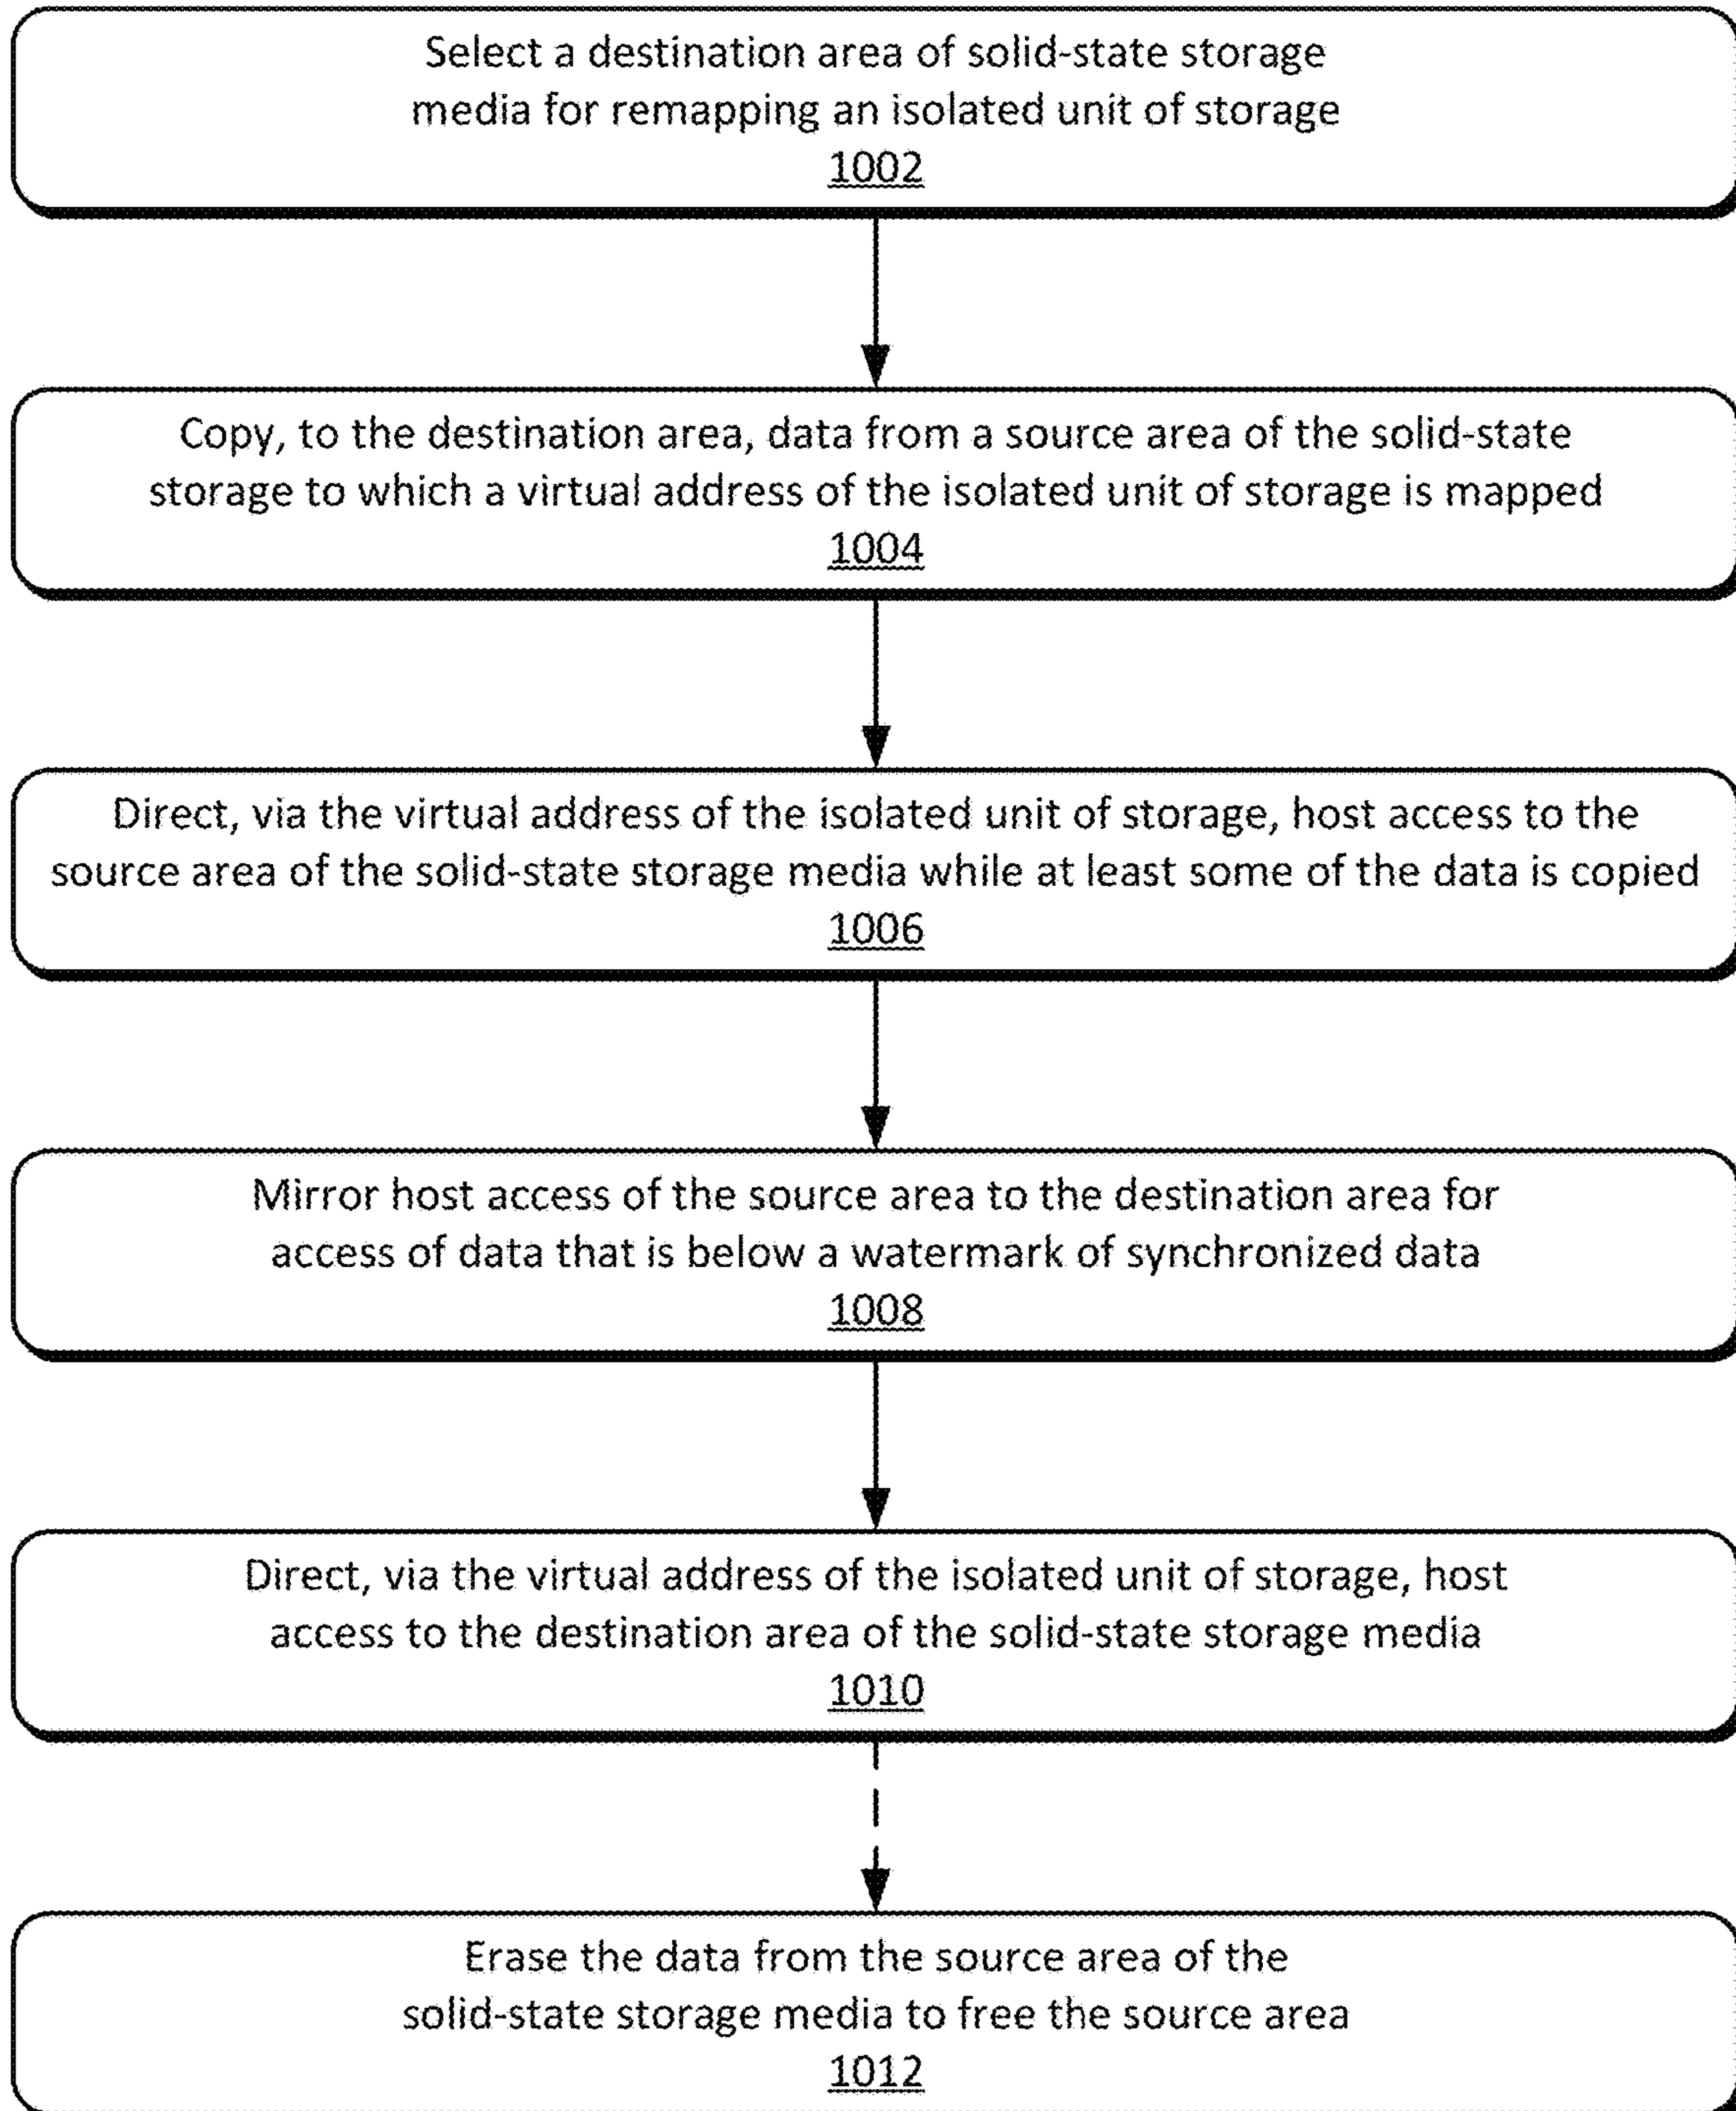 Select a destination area of solid-state storage
media for remapping an isolated unit of storage
1002
Copy, to the destination area, data from a source area of the solid-state
storage to which a virtual address of the isolated unit of storage is mapped
1004
Direct, via the virtual address of the isolated unit of storage, host access to the
source area of the solid-state storage media while at least some of the data is copied
1006
Mirror host access of the source area to the destination area for
access of data that is below a watermark of synchronized data
1008
Direct, via the virtual address of the isolated unit of storage, host
access to the destination area of the solid-state storage media
1010
Erase the data from the source area of the
solid-state storage media to free the source area
1012